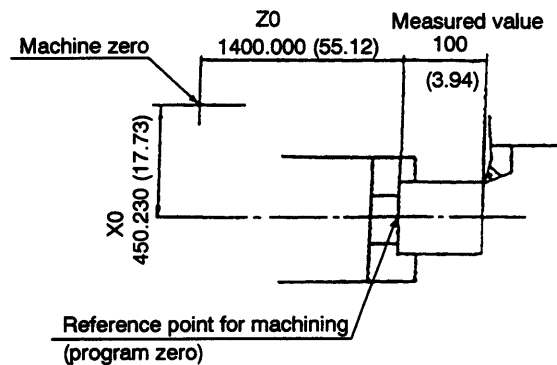 Z0
1400.000 (55.12)
Measured value
100
(3.94)
Machine zero
X0
450.230 (17.73)
Reference point for machining
(program zero)